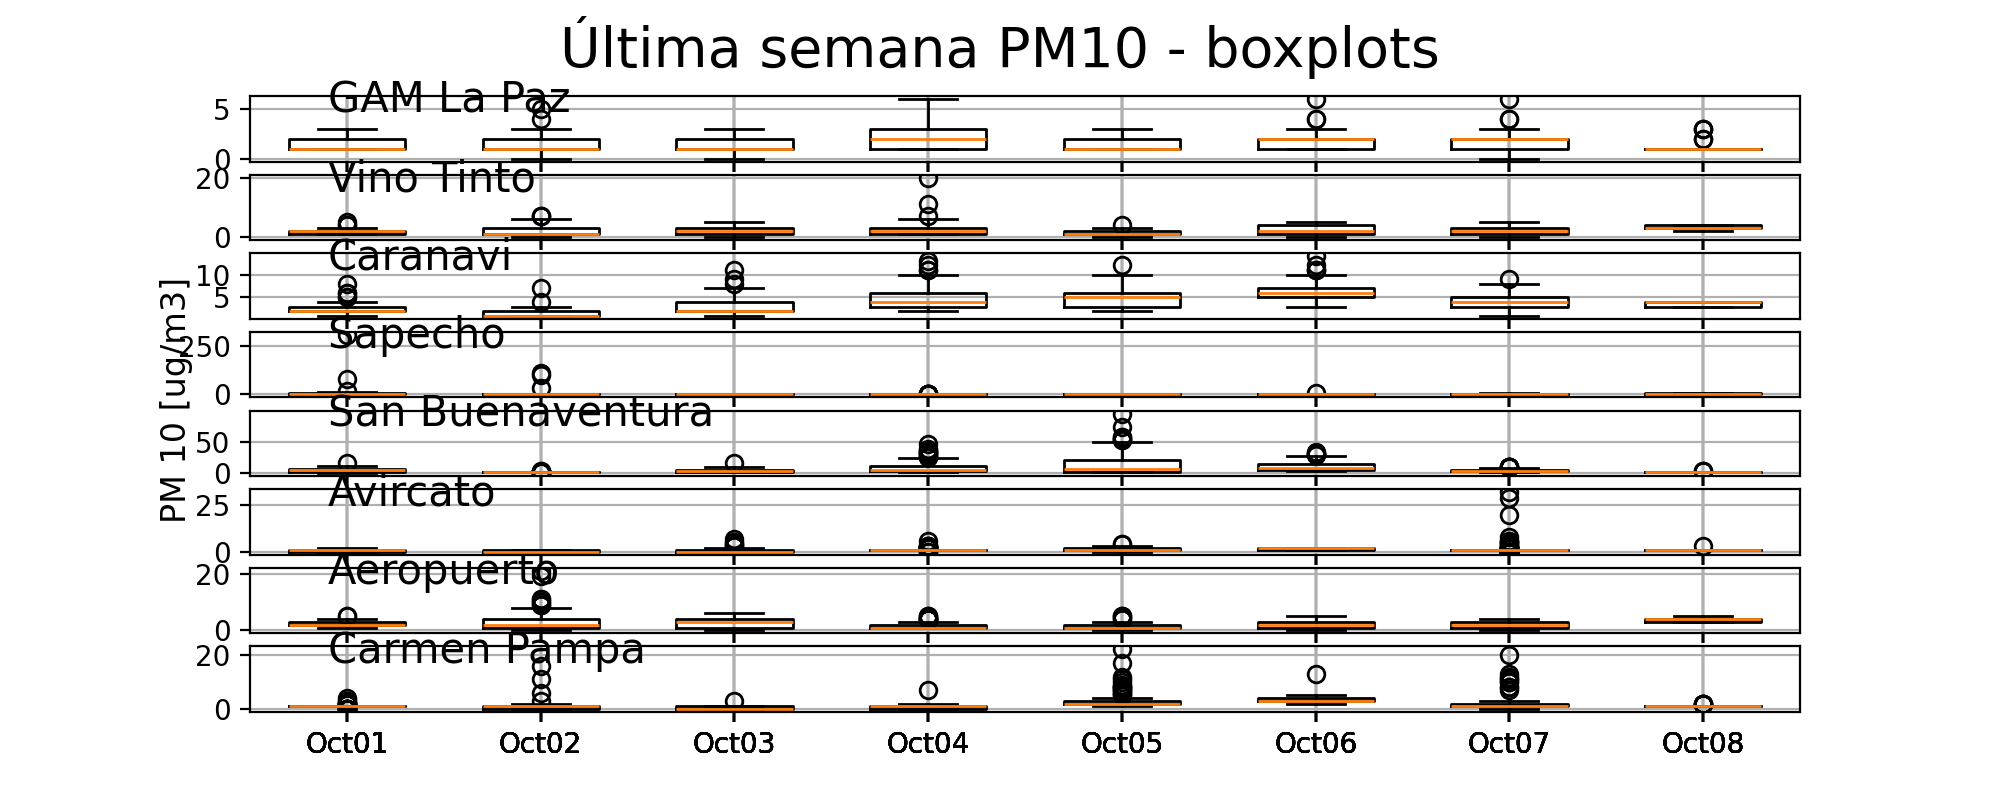 Última semana PM10 - boxplots
GAM La Paz
5
0
Vino Tinto
20
0
Caranavi
10
5
Sapecho
250
0
San Buenaventura
50
0
Avircato
25
0
Aeropuerto
20
0
Carmen Pampa
20
0
PM 10 [ug/m3]
Oct01 Oct02 Oct03 Oct04 Oct05 Oct06 Oct07 Oct08